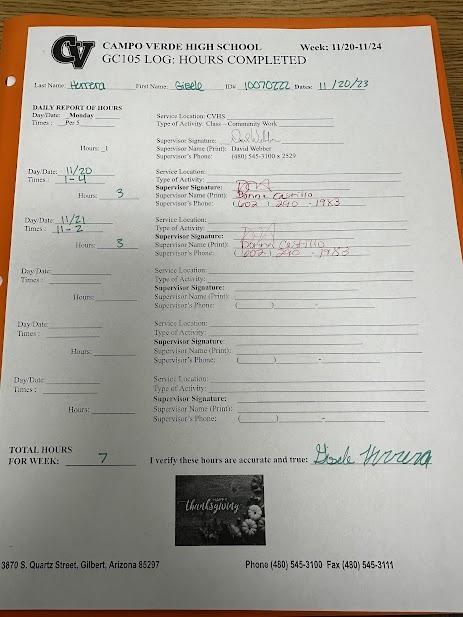 CV
CAMPO VERDE HIGH SCHOOL Week: 11/20-11/24
GC105 LOG: HOURS COMPLETED
Last Name: Herrera First Name: Gisele ID# 10070222 Dates: 11/20/23
DAILY REPORT OF HOURS
Day/Date: Monday Service Location: CVHS
Times : Per 5 Type of Activity: Class – Community Work
Supervisor Signature:
Hours: 1 Supervisor Name (Print): David Webber
Supervisor's Phone: (480) 545-3100 x 2529
Day/Date: 11/20 Service Location:
Times : 1-4 Type of Activity:
Supervisor Signature:
Hours: 3 Supervisor Name (Print): Donna Castillo
Supervisor's Phone: (602) 290 - 1983
Day/Date: 11/21 Service Location:
Times : 11-2 Type of Activity:
Supervisor Signature:
Hours: 3 Supervisor Name (Print): Donna Castillo
Supervisor's Phone: (602) 290 - 1983
Day/Date: Service Location:
Times : Type of Activity:
Supervisor Signature:
Hours: Supervisor Name (Print):
Supervisor's Phone: ( ) -
Day/Date: Service Location:
Times : Type of Activity:
Supervisor Signature:
Hours: Supervisor Name (Print):
Supervisor's Phone: ( ) -
Day/Date: Service Location:
Times : Type of Activity:
Supervisor Signature:
Hours: Supervisor Name (Print):
Supervisor's Phone: ( ) -
TOTAL HOURS
FOR WEEK: 7 I verify these hours are accurate and true: Gisele Herrera
HAPPY
thanksgiving
3870 S. Quartz Street, Gilbert, Arizona 85297 Phone (480) 545-3100 Fax (480) 545-3111